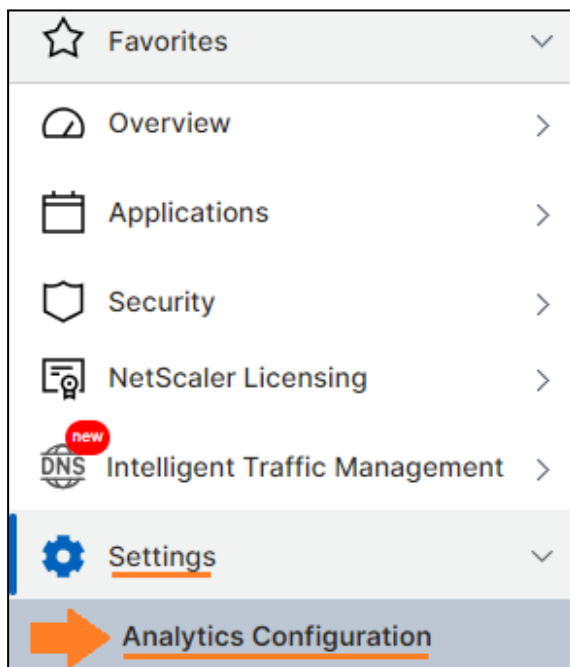 Favorites
Overview
Applications
Security
NetScaler Licensing
new
DNS
Intelligent Traffic Management
Settings
Analytics Configuration